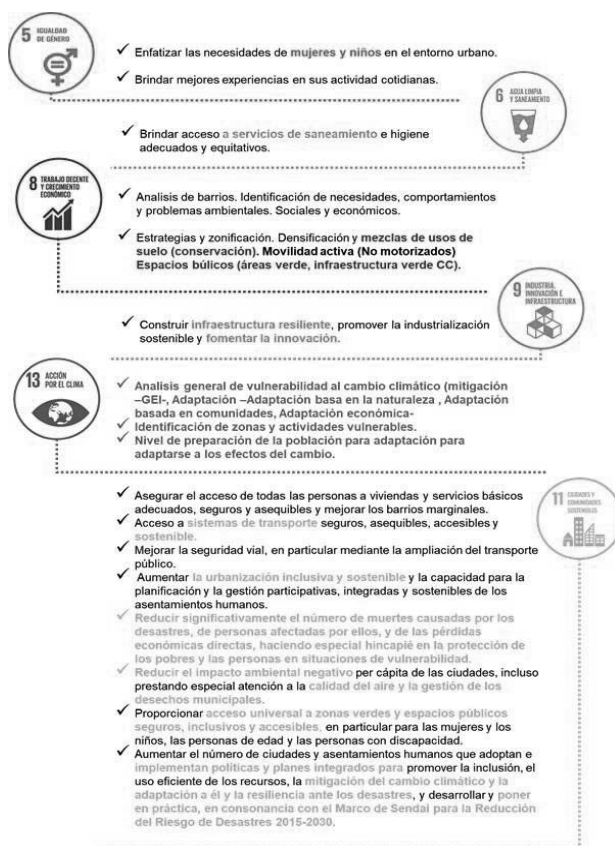 5 IGUALDAD
DE GÉNERO
✓ Enfatizar las necesidades de mujeres y niños en el entorno urbano.
✓ Brindar mejores experiencias en sus actividad cotidianas.
6 AGUA LIMPIA
Y SANEAMIENTO
✓ Brindar acceso a servicios de saneamiento e higiene
adecuados y equitativos.
8 TRABAJO DECENTE
Y CRECIMIENTO
ECONÓMICO
✓ Analisis de barrios. Identificación de necesidades, comportamientos
y problemas ambientales. Sociales y económicos.
✓ Estrategias y zonificación. Densificación y mezclas de usos de
suelo (conservación). Movilidad activa (No motorizados)
Espacios búlicos (áreas verde, infraestructura verde CC).
9 INDUSTRIA,
INNOVACIÓN E
INFRAESTRUCTURA
✓ Construir infraestructura resiliente, promover la industrialización
sostenible y fomentar la innovación.
13 ACCIÓN
POR EL CLIMA
✓ Analisis general de vulnerabilidad al cambio climático (mitigación
–GEI-, Adaptación –Adaptación basa en la naturaleza , Adaptación
basada en comunidades, Adaptación económica-
✓ Identificación de zonas y actividades vulnerables.
✓ Nivel de preparación de la población para adaptación para
adaptarse a los efectos del cambio.
11 CIUDADES Y
COMUNIDADES
SOSTENIBLES
✓ Asegurar el acceso de todas las personas a viviendas y servicios básicos
adecuados, seguros y asequibles y mejorar los barrios marginales.
✓ Acceso a sistemas de transporte seguros, asequibles, accesibles y
sostenible.
✓ Mejorar la seguridad vial, en particular mediante la ampliación del transporte
público.
✓ Aumentar la urbanización inclusiva y sostenible y la capacidad para la
planificación y la gestión participativas, integradas y sostenibles de los
asentamientos humanos.
✓ Reducir significativamente el número de muertes causadas por los
desastres, de personas afectadas por ellos, y de las pérdidas
económicas directas, haciendo especial hincapié en la protección de
los pobres y las personas en situaciones de vulnerabilidad.
✓ Reducir el impacto ambiental negativo per cápita de las ciudades, incluso
prestando especial atención a la calidad del aire y la gestión de los
desechos municipales.
✓ Proporcionar acceso universal a zonas verdes y espacios públicos
seguros, inclusivos y accesibles, en particular para las mujeres y los
niños, las personas de edad y las personas con discapacidad.
✓ Aumentar el número de ciudades y asentamientos humanos que adoptan e
implementan políticas y planes integrados para promover la inclusión, el
uso eficiente de los recursos, la mitigación del cambio climático y la
adaptación a él y la resiliencia ante los desastres, y desarrollar y poner
en práctica, en consonancia con el Marco de Sendai para la Reducción
del Riesgo de Desastres 2015-2030.